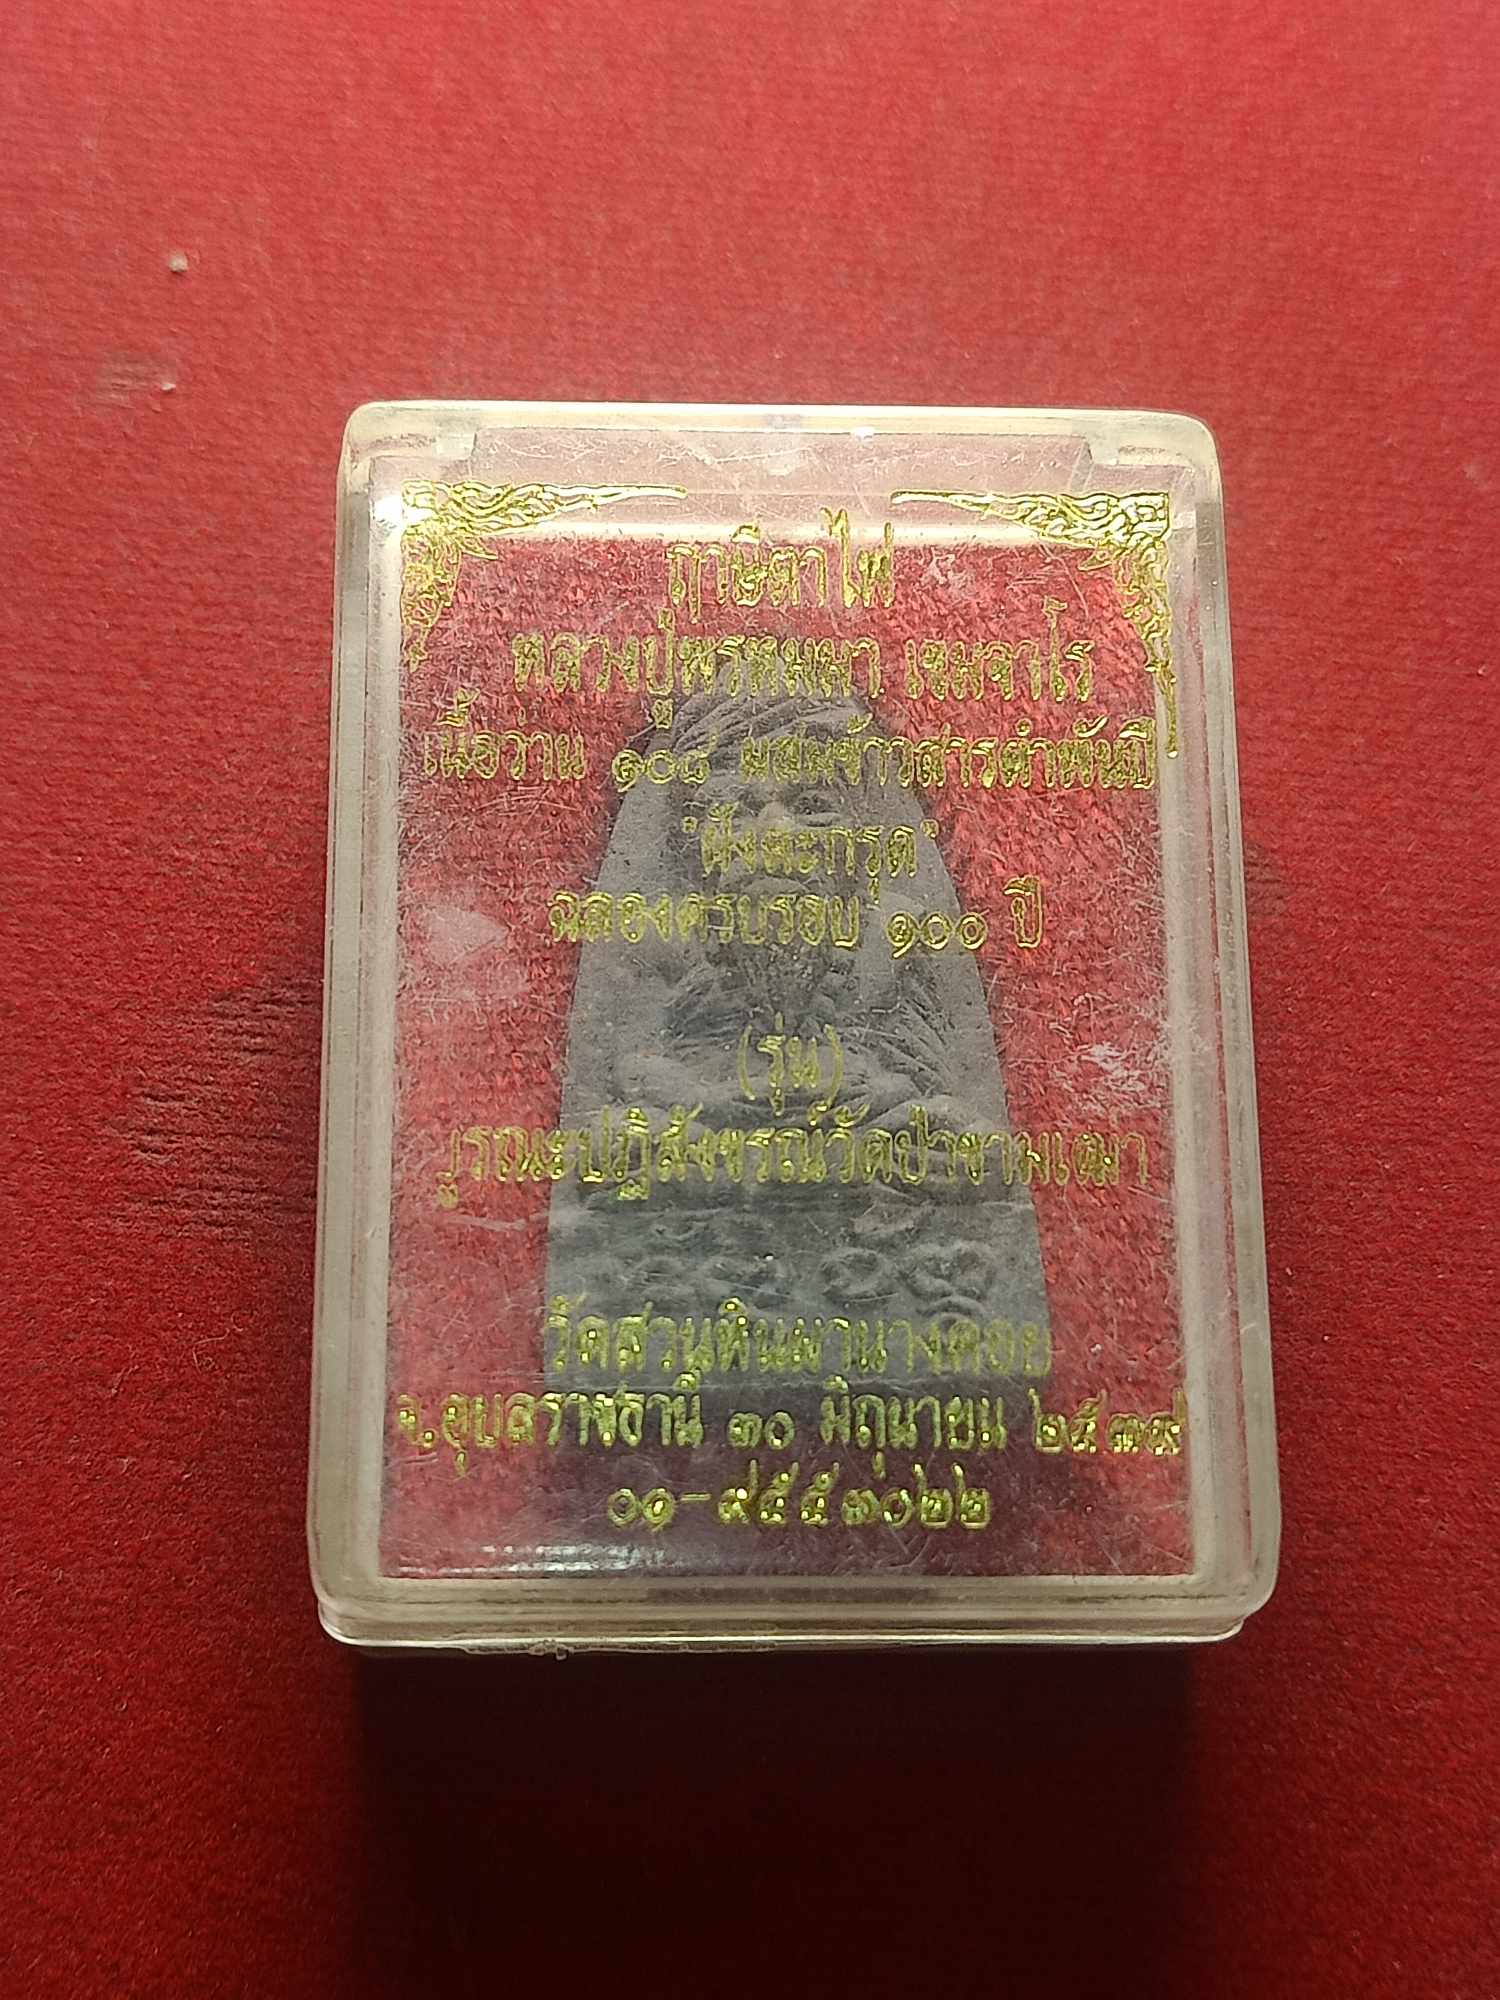 ฤาษีตาไฟ
หลวงปู่พรหมมา เขมจาโร
เนื้อว่าน ๑๐๘ ผสมข้าวสารดำพันปี
"ฝังตะกรุด"
ฉลองครบรอบ ๑๐๐ ปี
(รุ่น)
บูรณะปฏิสังขรณ์วัดป่าขามเฒ่า
วัดสวนหินผานางคอย
จ.อุบลราชธานี ๓๐ มิถุนายน ๒๕๓๙
๐๑-๙๕๕๓๐๒๒